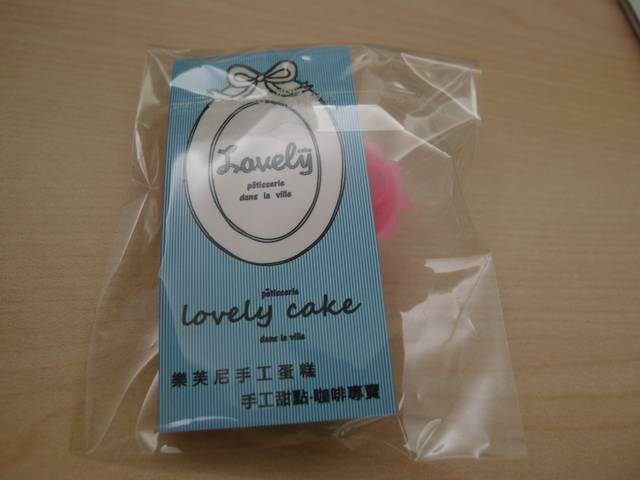 Lovely cake
pâtisserie
dans la ville
pâtisserie
lovely cake
dans la ville
樂芙尼手工蛋糕
手工甜點·咖啡專賣